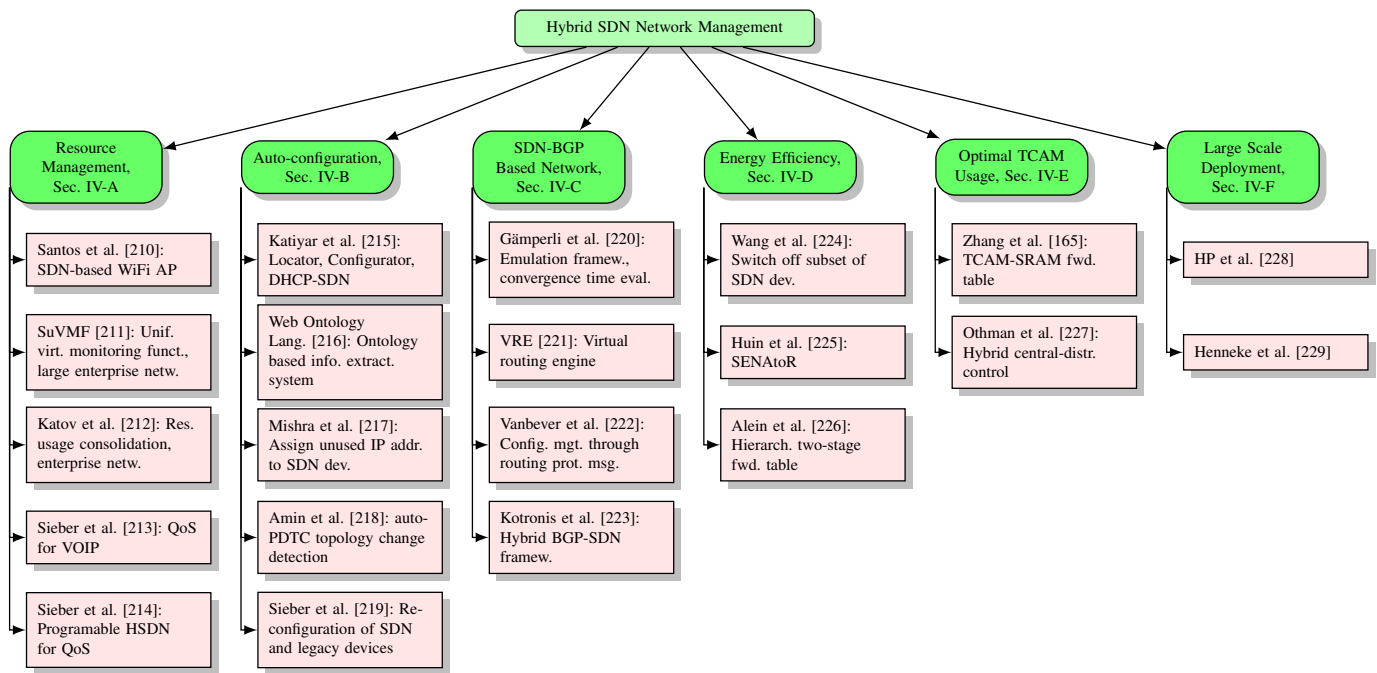 Hybrid SDN Network Management
Resource
Management,
Sec. IV-A
Santos et al. [210]:
SDN-based WiFi AP
SuVMF [211]: Unif.
virt. monitoring funct.,
large enterprise netw.
Katov et al. [212]: Res.
usage consolidation,
enterprise netw.
Sieber et al. [213]: QoS
for VOIP
Sieber et al. [214]:
Programable HSDN
for QoS
Auto-configuration,
Sec. IV-B
Katiyar et al. [215]:
Locator, Configurator,
DHCP-SDN
Web Ontology
Lang. [216]: Ontology
based info. extract.
system
Mishra et al. [217]:
Assign unused IP addr.
to SDN dev.
Amin et al. [218]: auto-
PDTC topology change
detection
Sieber et al. [219]: Re-
configuration of SDN
and legacy devices
SDN-BGP
Based Network,
Sec. IV-C
Gämperli et al. [220]:
Emulation framew.,
convergence time eval.
VRE [221]: Virtual
routing engine
Vanbever et al. [222]:
Config. mgt. through
routing prot. msg.
Kotronis et al. [223]:
Hybrid BGP-SDN
framew.
Energy Efficiency,
Sec. IV-D
Wang et al. [224]:
Switch off subset of
SDN dev.
Huin et al. [225]:
SENAtoR
Alein et al. [226]:
Hierarch. two-stage
fwd. table
Optimal TCAM
Usage, Sec. IV-E
Zhang et al. [165]:
TCAM-SRAM fwd.
table
Othman et al. [227]:
Hybrid central-distr.
control
Large Scale
Deployment,
Sec. IV-F
HP et al. [228]
Henneke et al. [229]